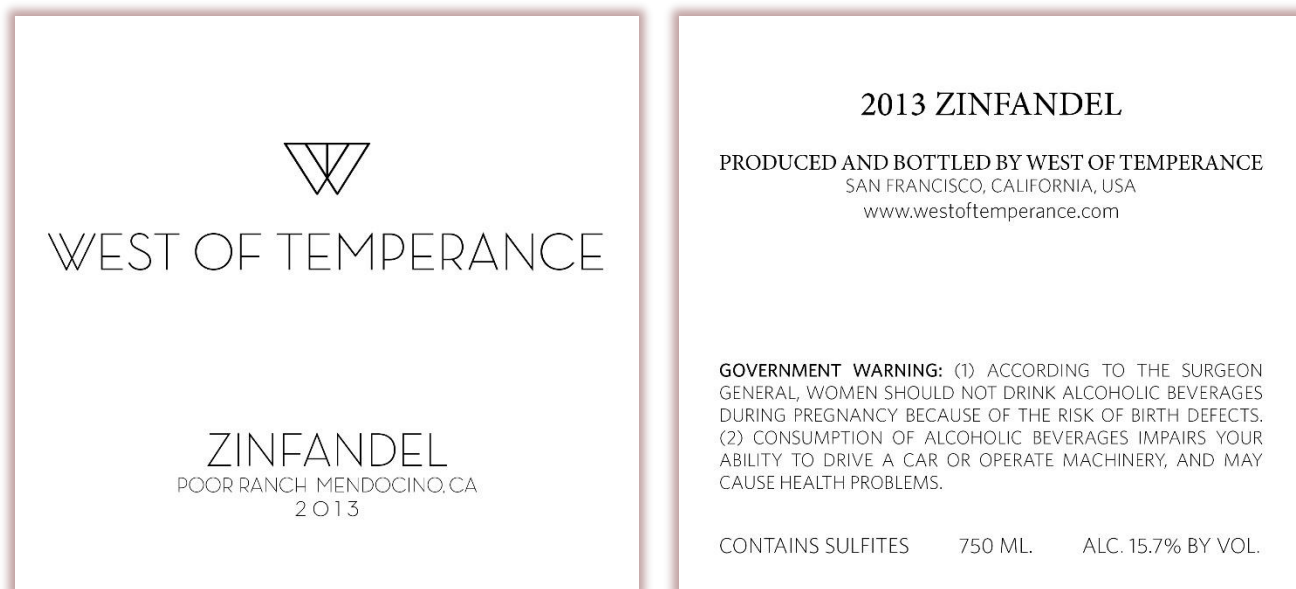 WEST OF TEMPERANCE
ZINFANDEL
POOR RANCH MENDOCINO, CA
2013
2013 ZINFANDEL
PRODUCED AND BOTTLED BY WEST OF TEMPERANCE
SAN FRANCISCO, CALIFORNIA, USA
www.westoftemperance.com
GOVERNMENT WARNING: (1) ACCORDING TO THE SURGEON
GENERAL, WOMEN SHOULD NOT DRINK ALCOHOLIC BEVERAGES
DURING PREGNANCY BECAUSE OF THE RISK OF BIRTH DEFECTS.
(2) CONSUMPTION OF ALCOHOLIC BEVERAGES IMPAIRS YOUR
ABILITY TO DRIVE A CAR OR OPERATE MACHINERY, AND MAY
CAUSE HEALTH PROBLEMS.
CONTAINS SULFITES 750 ML. ALC. 15.7% BY VOL.